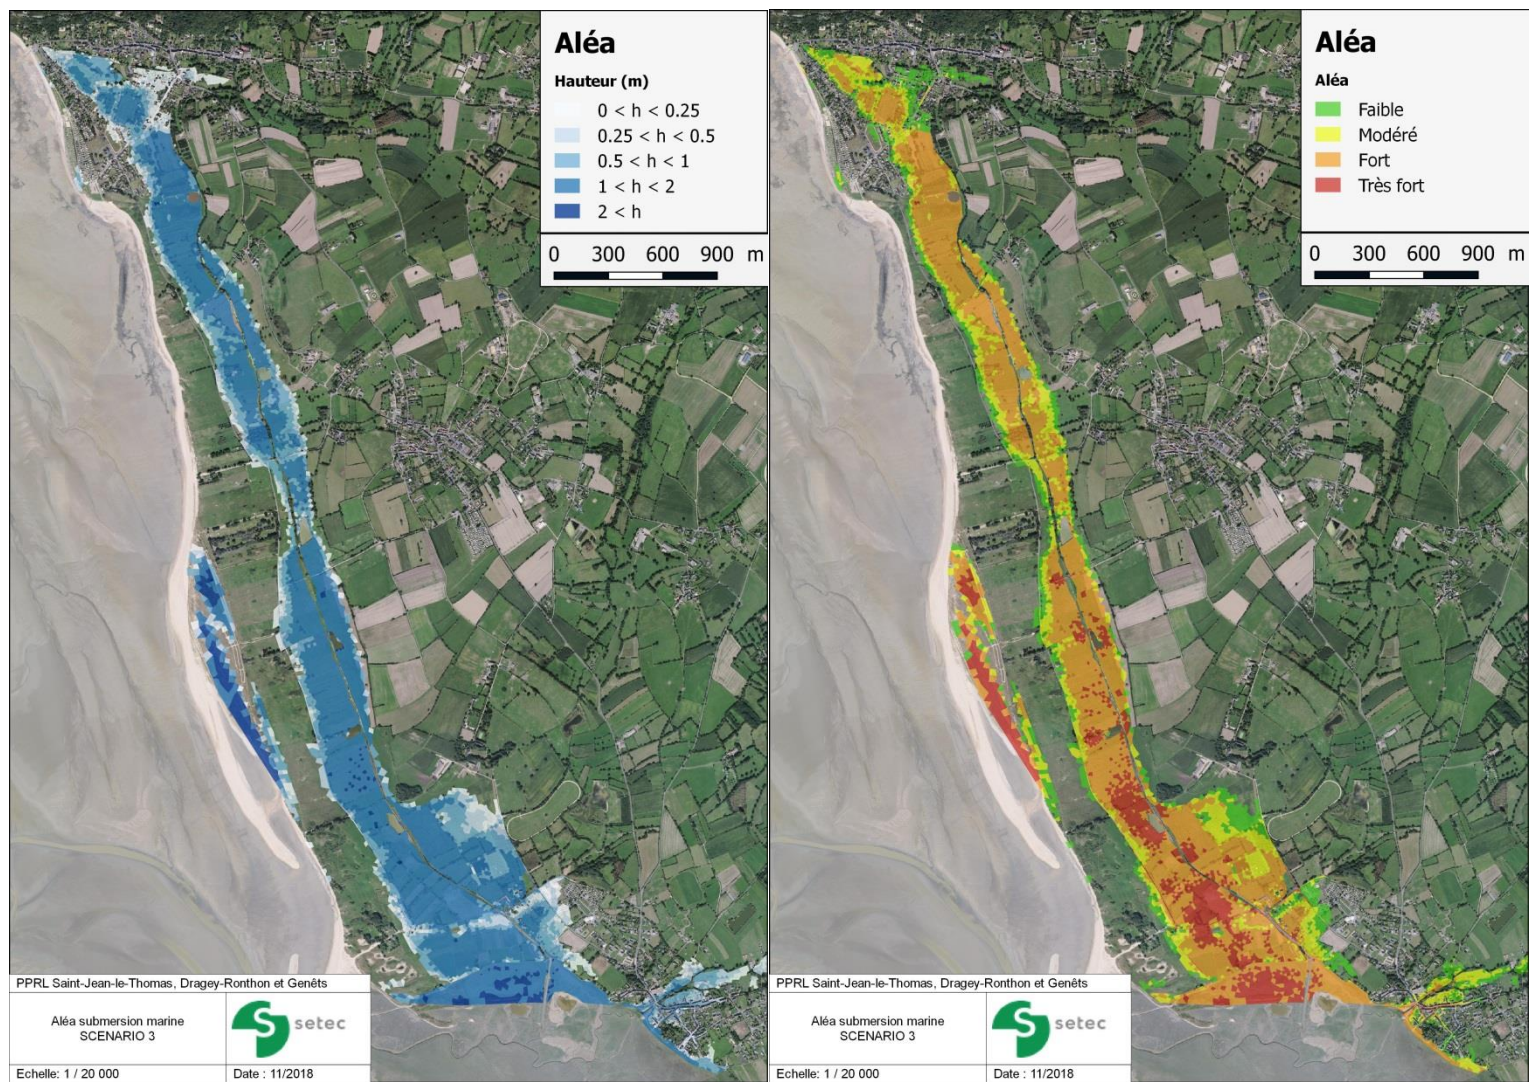 Aléa
Hauteur (m)
0 < h < 0.25
0.25 < h < 0.5
0.5 < h < 1
1 < h < 2
2 < h
0 300 600 900 m
PPRL Saint-Jean-le-Thomas, Dragey-Ronthon et Genêts
Aléa submersion marine
SCENARIO 3
setec
Echelle: 1 / 20 000
Date : 11/2018
Aléa
Aléa
Faible
Modéré
Fort
Très fort
0 300 600 900 m
PPRL Saint-Jean-le-Thomas, Dragey-Ronthon et Genêts
Aléa submersion marine
SCENARIO 3
setec
Echelle: 1 / 20 000
Date : 11/2018